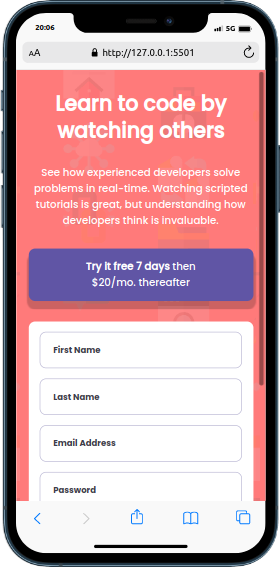 20:06
5G
AA
http://127.0.0.1:5501
Learn to code by
watching others
See how experienced developers solve
problems in real-time. Watching scripted
tutorials is great, but understanding how
developers think is invaluable.
Try it free 7 days then
$20/mo. thereafter
First Name
Last Name
Email Address
Password